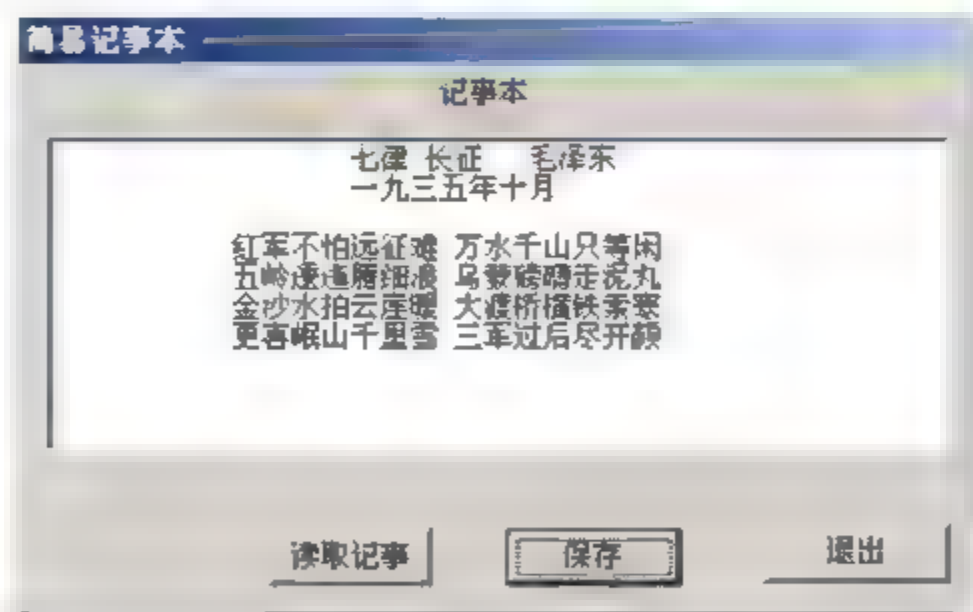 简易记事本
记事本
七律 长征 毛泽东
一九三五年十月
红军不怕远征难 万水千山只等闲
五岭逶迤腾细浪 乌蒙磅礴走泥丸
金沙水拍云崖暖 大渡桥横铁索寒
更喜岷山千里雪 三军过后尽开颜
读取记事 保存 退出